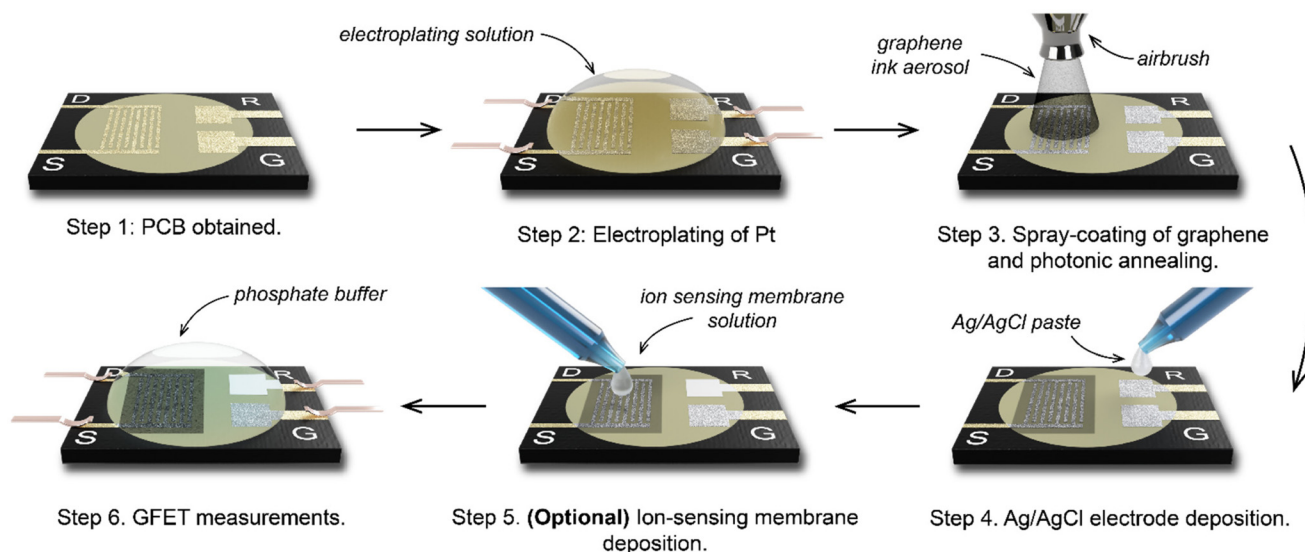 electroplating solution
graphene
ink aerosol
airbrush
D
R
S
G
D
R
S
G
D
R
S
G
Step 1: PCB obtained.
Step 2: Electroplating of Pt
Step 3. Spray-coating of graphene
and photonic annealing.
phosphate buffer
ion sensing membrane
solution
Ag/AgCl paste
D
R
S
G
D
R
S
G
D
R
S
G
Step 6. GFET measurements.
Step 5. (Optional) Ion-sensing membrane
deposition.
Step 4. Ag/AgCl electrode deposition.